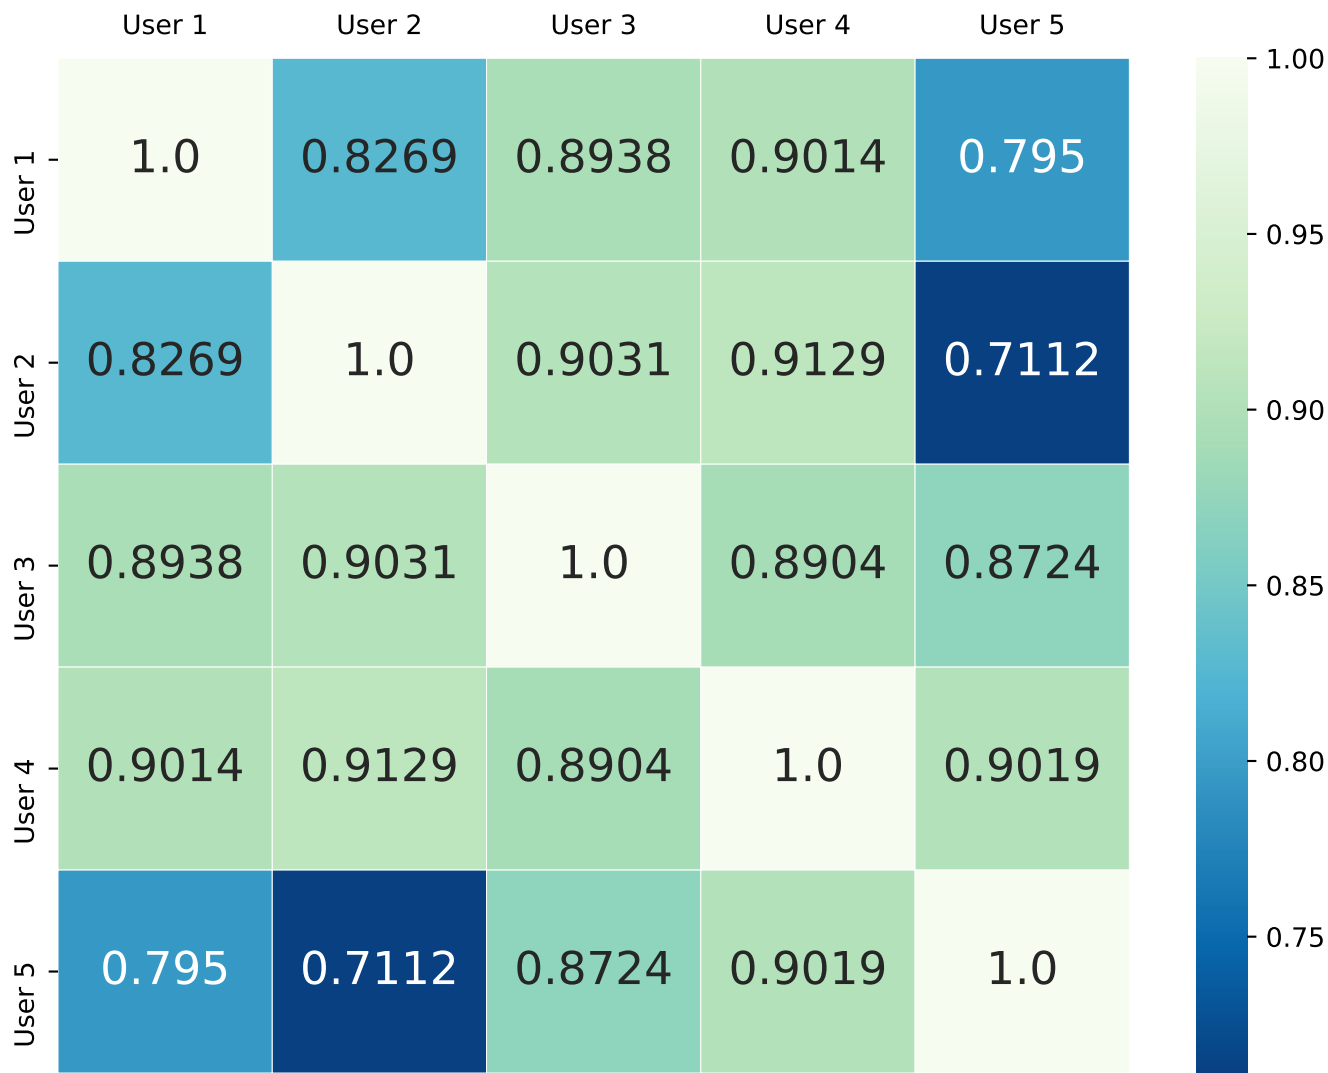 User 1 User 2 User 3 User 4 User 5
User 1 1.0 0.8269 0.8938 0.9014 0.795
User 2 0.8269 1.0 0.9031 0.9129 0.7112
User 3 0.8938 0.9031 1.0 0.8904 0.8724
User 4 0.9014 0.9129 0.8904 1.0 0.9019
User 5 0.795 0.7112 0.8724 0.9019 1.0
1.00
0.95
0.90
0.85
0.80
0.75